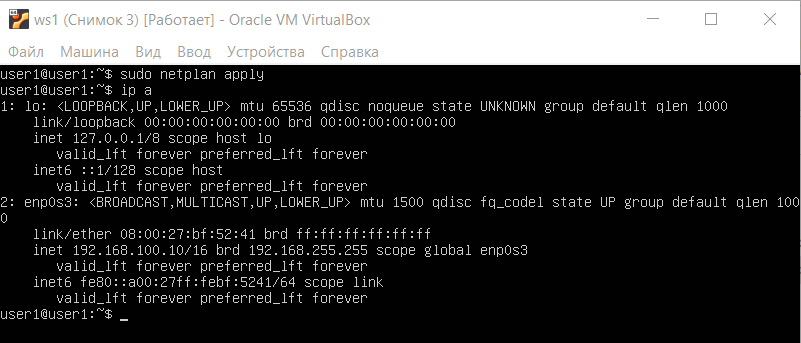 ws1 (Снимок 3) [Работает] - Oracle VM VirtualBox
Файл Машина Вид Ввод Устройства Справка
user1@user1:~$ sudo netplan apply
user1@user1:~$ ip a
1: lo: <LOOPBACK,UP,LOWER_UP> mtu 65536 qdisc noqueue state UNKNOWN group default qlen 1000
    link/loopback 00:00:00:00:00:00 brd 00:00:00:00:00:00
    inet 127.0.0.1/8 scope host lo
       valid_lft forever preferred_lft forever
    inet6 ::1/128 scope host
       valid_lft forever preferred_lft forever
2: enp0s3: <BROADCAST,MULTICAST,UP,LOWER_UP> mtu 1500 qdisc fq_codel state UP group default qlen 100
0
    link/ether 08:00:27:bf:52:41 brd ff:ff:ff:ff:ff:ff
    inet 192.168.100.10/16 brd 192.168.255.255 scope global enp0s3
       valid_lft forever preferred_lft forever
    inet6 fe80::a00:27ff:febf:5241/64 scope link
       valid_lft forever preferred_lft forever
user1@user1:~$ _